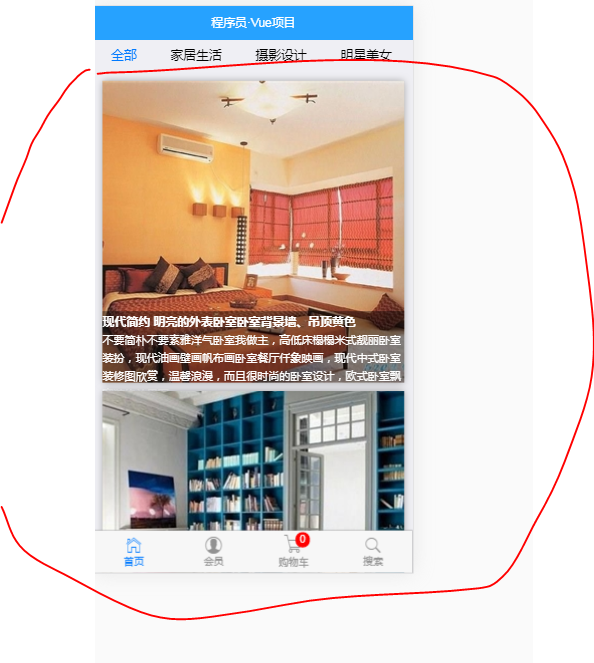 程序员·Vue项目
全部 家居生活 摄影设计 明星美女
现代简约 明亮的外表卧室卧室背景墙、吊顶黄色
不要简朴不要素雅洋气卧室我做主，高低床榻榻米式靓丽卧室
装扮，现代油画壁画帆布画卧室餐厅仟象映画，现代中式卧室
装修图欣赏，温馨浪漫，而且很时尚的卧室设计，欧式卧室飘
0
首页 会员 购物车 搜索